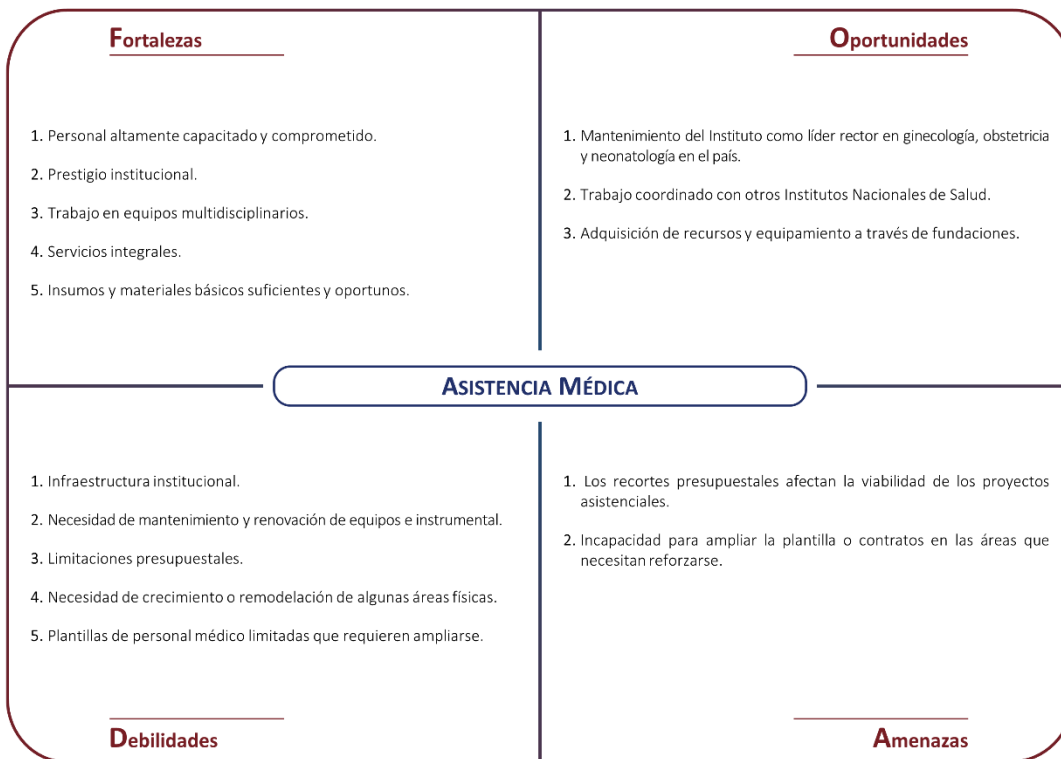 Fortalezas
1. Personal altamente capacitado y comprometido.
2. Prestigio institucional.
3. Trabajo en equipos multidisciplinarios.
4. Servicios integrales.
5. Insumos y materiales básicos suficientes y oportunos.
Oportunidades
1. Mantenimiento del Instituto como líder rector en ginecología, obstetricia
y neonatología en el país.
2. Trabajo coordinado con otros Institutos Nacionales de Salud.
3. Adquisición de recursos y equipamiento a través de fundaciones.
ASISTENCIA MÉDICA
1. Infraestructura institucional.
2. Necesidad de mantenimiento y renovación de equipos e instrumental.
3. Limitaciones presupuestales.
4. Necesidad de crecimiento o remodelación de algunas áreas físicas.
5. Plantillas de personal médico limitadas que requieren ampliarse.
Debilidades
1. Los recortes presupuestales afectan la viabilidad de los proyectos
asistenciales.
2. Incapacidad para ampliar la plantilla o contratos en las áreas que
necesitan reforzarse.
Amenazas